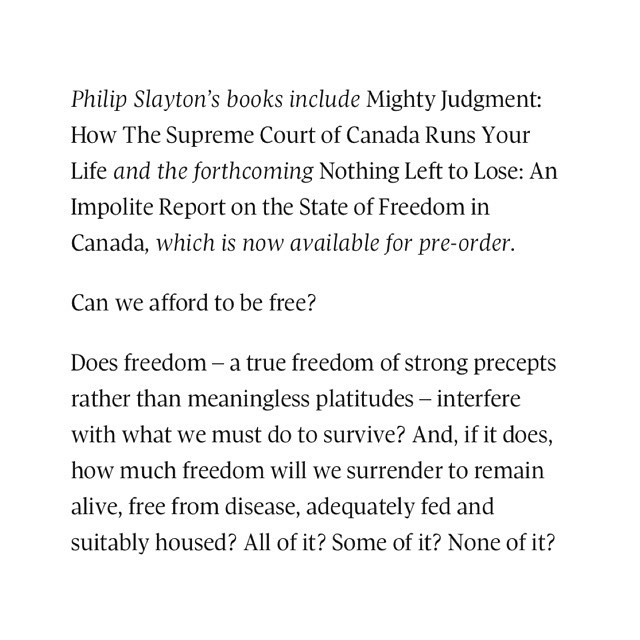 Philip Slayton’s books include Mighty Judgment:
How The Supreme Court of Canada Runs Your
Life and the forthcoming Nothing Left to Lose: An
Impolite Report on the State of Freedom in
Canada, which is now available for pre-order.
Can we afford to be free?
Does freedom – a true freedom of strong precepts
rather than meaningless platitudes – interfere
with what we must do to survive? And, if it does,
how much freedom will we surrender to remain
alive, free from disease, adequately fed and
suitably housed? All of it? Some of it? None of it?